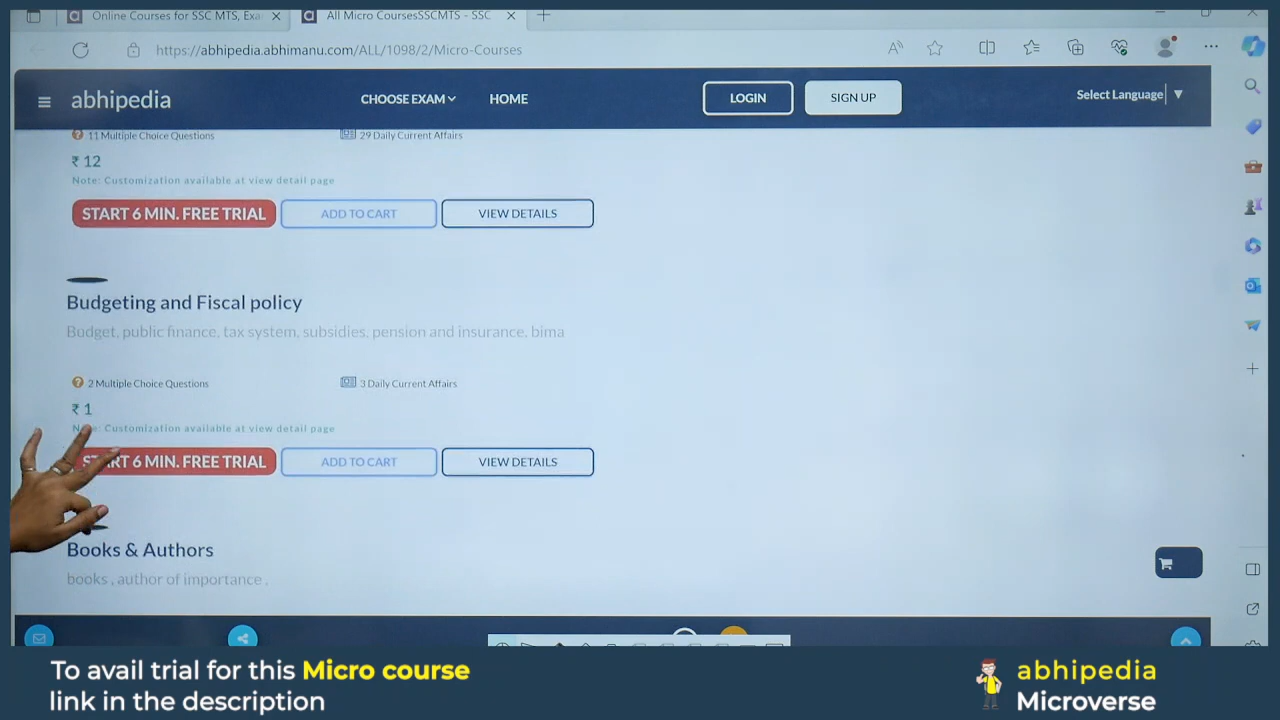 Online Courses for SSC MTS, Exa
All Micro CoursesSSCMTS - SSC
https://abhipedia.abhimanu.com/ALL/1098/2/Micro-Courses
abhipedia
CHOOSE EXAM
HOME
LOGIN
SIGN UP
Select Language
11 Multiple Choice Questions
29 Daily Current Affairs
₹ 12
Note: Customization available at view detail page
START 6 MIN. FREE TRIAL
ADD TO CART
VIEW DETAILS
Budgeting and Fiscal policy
Budget, public finance, tax system, subsidies, pension and insurance, bima
2 Multiple Choice Questions
3 Daily Current Affairs
₹ 1
Note: Customization available at view detail page
START 6 MIN. FREE TRIAL
ADD TO CART
VIEW DETAILS
Books & Authors
books , author of importance ,
To avail trial for this Micro course
link in the description
abhipedia
Microverse